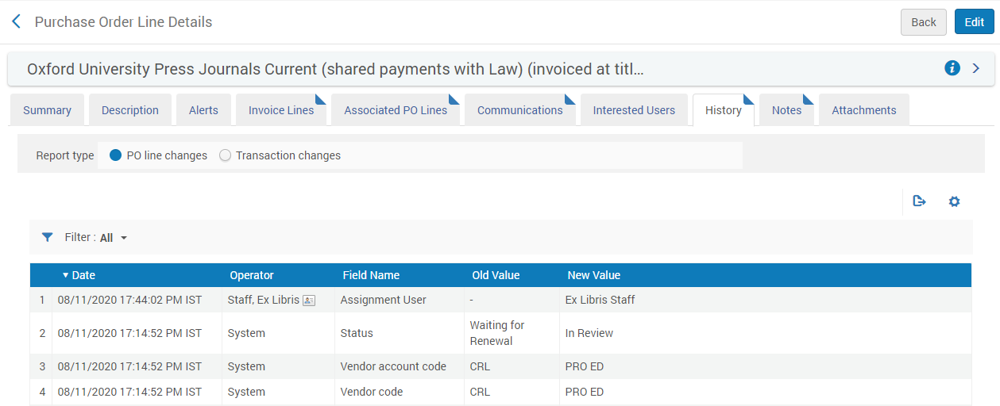 Purchase Order Line Details
Back
Edit
Oxford University Press Journals Current (shared payments with Law) (invoiced at titl...
Summary
Description
Alerts
Invoice Lines
Associated PO Lines
Communications
Interested Users
History
Notes
Attachments
Report type PO line changes Transaction changes
Filter : All
Date Operator Field Name Old Value New Value
1 08/11/2020 17:44:02 PM IST Staff, Ex Libris Assignment User - Ex Libris Staff
2 08/11/2020 17:14:52 PM IST System Status Waiting for
Renewal In Review
3 08/11/2020 17:14:52 PM IST System Vendor account code CRL PRO ED
4 08/11/2020 17:14:52 PM IST System Vendor code CRL PRO ED